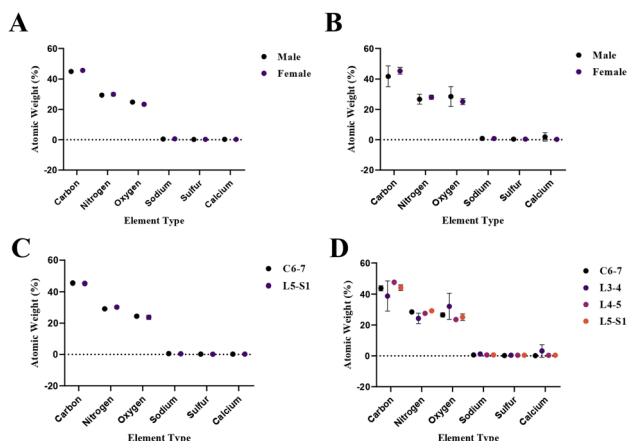 A
Atomic Weight (%)
60
40
20
0
-20
Carbon
Nitrogen
Oxygen
Sodium
Sulfur
Calcium
Element Type
Male
Female
B
Atomic Weight (%)
60
40
20
0
-20
Carbon
Nitrogen
Oxygen
Sodium
Sulfur
Calcium
Element Type
Male
Female
C
Atomic Weight (%)
60
40
20
0
-20
Carbon
Nitrogen
Oxygen
Sodium
Sulfur
Calcium
Element Type
C6-7
L5-S1
D
Atomic Weight (%)
60
40
20
0
-20
Carbon
Nitrogen
Oxygen
Sodium
Sulfur
Calcium
Element Type
C6-7
L3-4
L4-5
L5-S1